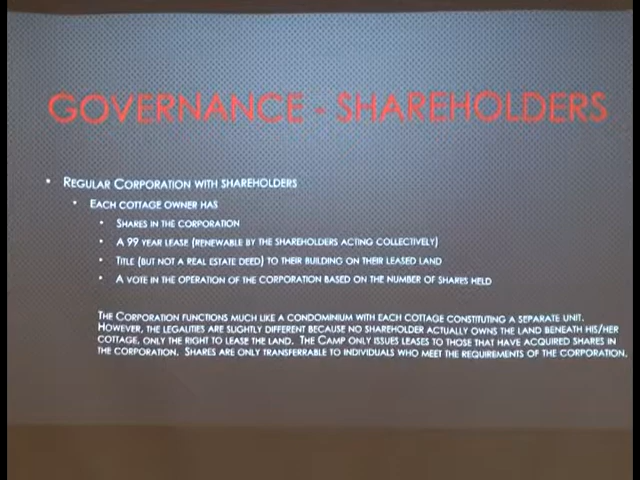 GOVERNANCE - SHAREHOLDERS
• REGULAR CORPORATION WITH SHAREHOLDERS
• EACH COTTAGE OWNER HAS
• SHARES IN THE CORPORATION
• A 99 YEAR LEASE (RENEWABLE BY THE SHAREHOLDERS ACTING COLLECTIVELY)
• TITLE (BUT NOT A REAL ESTATE DEED) TO THEIR BUILDING ON THEIR LEASED LAND
• A VOTE IN THE OPERATION OF THE CORPORATION BASED ON THE NUMBER OF SHARES HELD
THE CORPORATION FUNCTIONS MUCH LIKE A CONDOMINIUM WITH EACH COTTAGE CONSTITUTING A SEPARATE UNIT.
HOWEVER, THE LEGALITIES ARE SLIGHTLY DIFFERENT BECAUSE NO SHAREHOLDER ACTUALLY OWNS THE LAND BENEATH HIS/HER
COTTAGE, ONLY THE RIGHT TO LEASE THE LAND. THE CAMP ONLY ISSUES LEASES TO THOSE THAT HAVE ACQUIRED SHARES IN
THE CORPORATION. SHARES ARE ONLY TRANSFERRABLE TO INDIVIDUALS WHO MEET THE REQUIREMENTS OF THE CORPORATION.